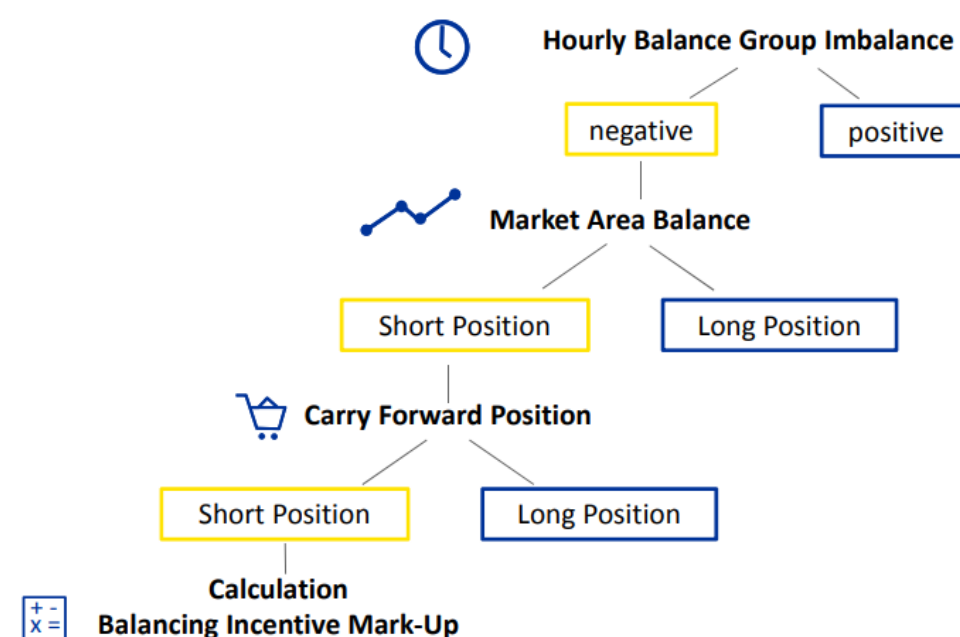 Hourly Balance Group Imbalance
negative
positive
Market Area Balance
Short Position
Long Position
Carry Forward Position
Short Position
Long Position
Calculation
+ -
x =
Balancing Incentive Mark-Up